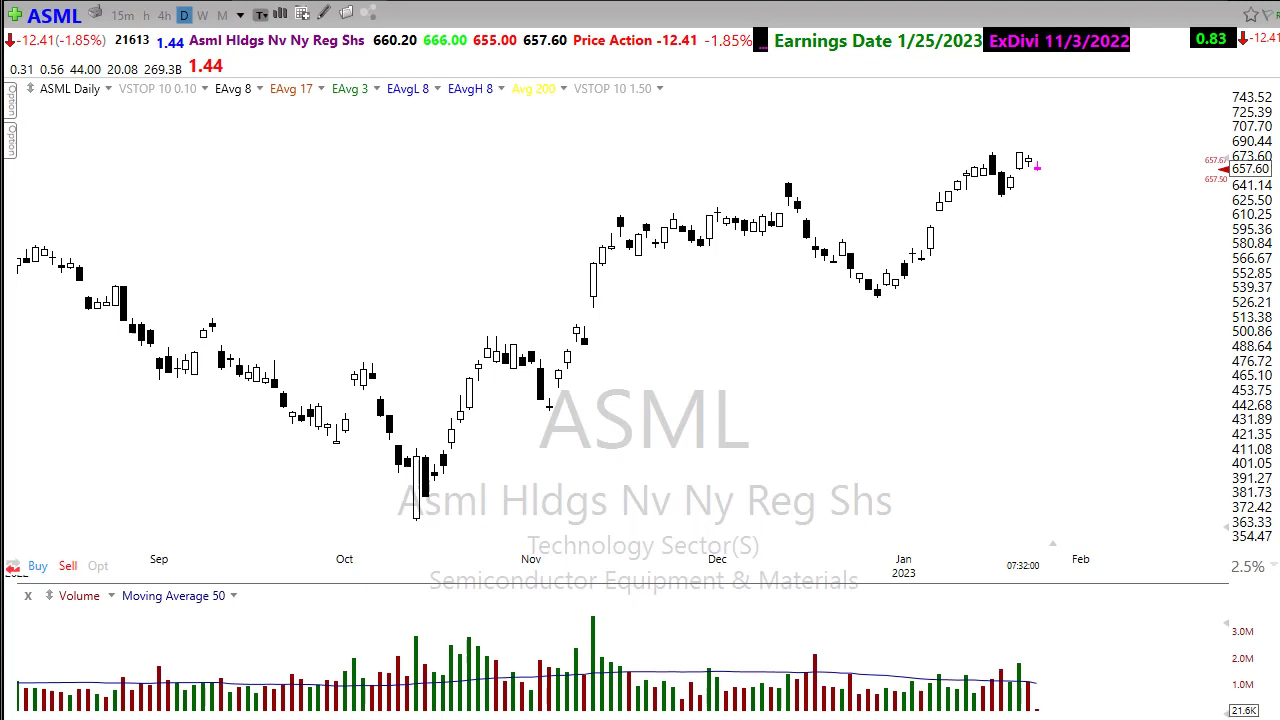 ASML 15m h 4h D W M T
-12.41(-1.85%) 21613 1.44 Asml Hldgs Nv Ny Reg Shs 660.20 666.00 655.00 657.60 Price Action -12.41 -1.85% ... Earnings Date 1/25/2023 ExDivi 11/3/2022 0.83 -12.41
0.31 0.56 44.00 20.08 269.3B 1.44
Option
Option
ASML Daily VSTOP 10 0.10 EAvg 8 EAvg 17 EAvg 3 EAvgL 8 EAvgH 8 Avg 200 VSTOP 10 1.50
743.52
725.39
707.70
690.44
673.60
657.67
657.60
657.50
641.14
625.50
610.25
595.36
580.84
566.67
552.85
539.37
526.21
513.38
500.86
488.64
476.72
465.10
453.75
442.68
431.89
421.35
411.08
401.05
391.27
381.73
372.42
363.33
354.47
ASML
Asml Hldgs Nv Ny Reg Shs
Technology Sector(S)
Semiconductor Equipment & Materials
Sep Oct Nov Dec Jan Feb
2023 07:32:00
Buy Sell Opt 2.5%
X Volume Moving Average 50
3.0M
2.0M
1.0M
21.6K